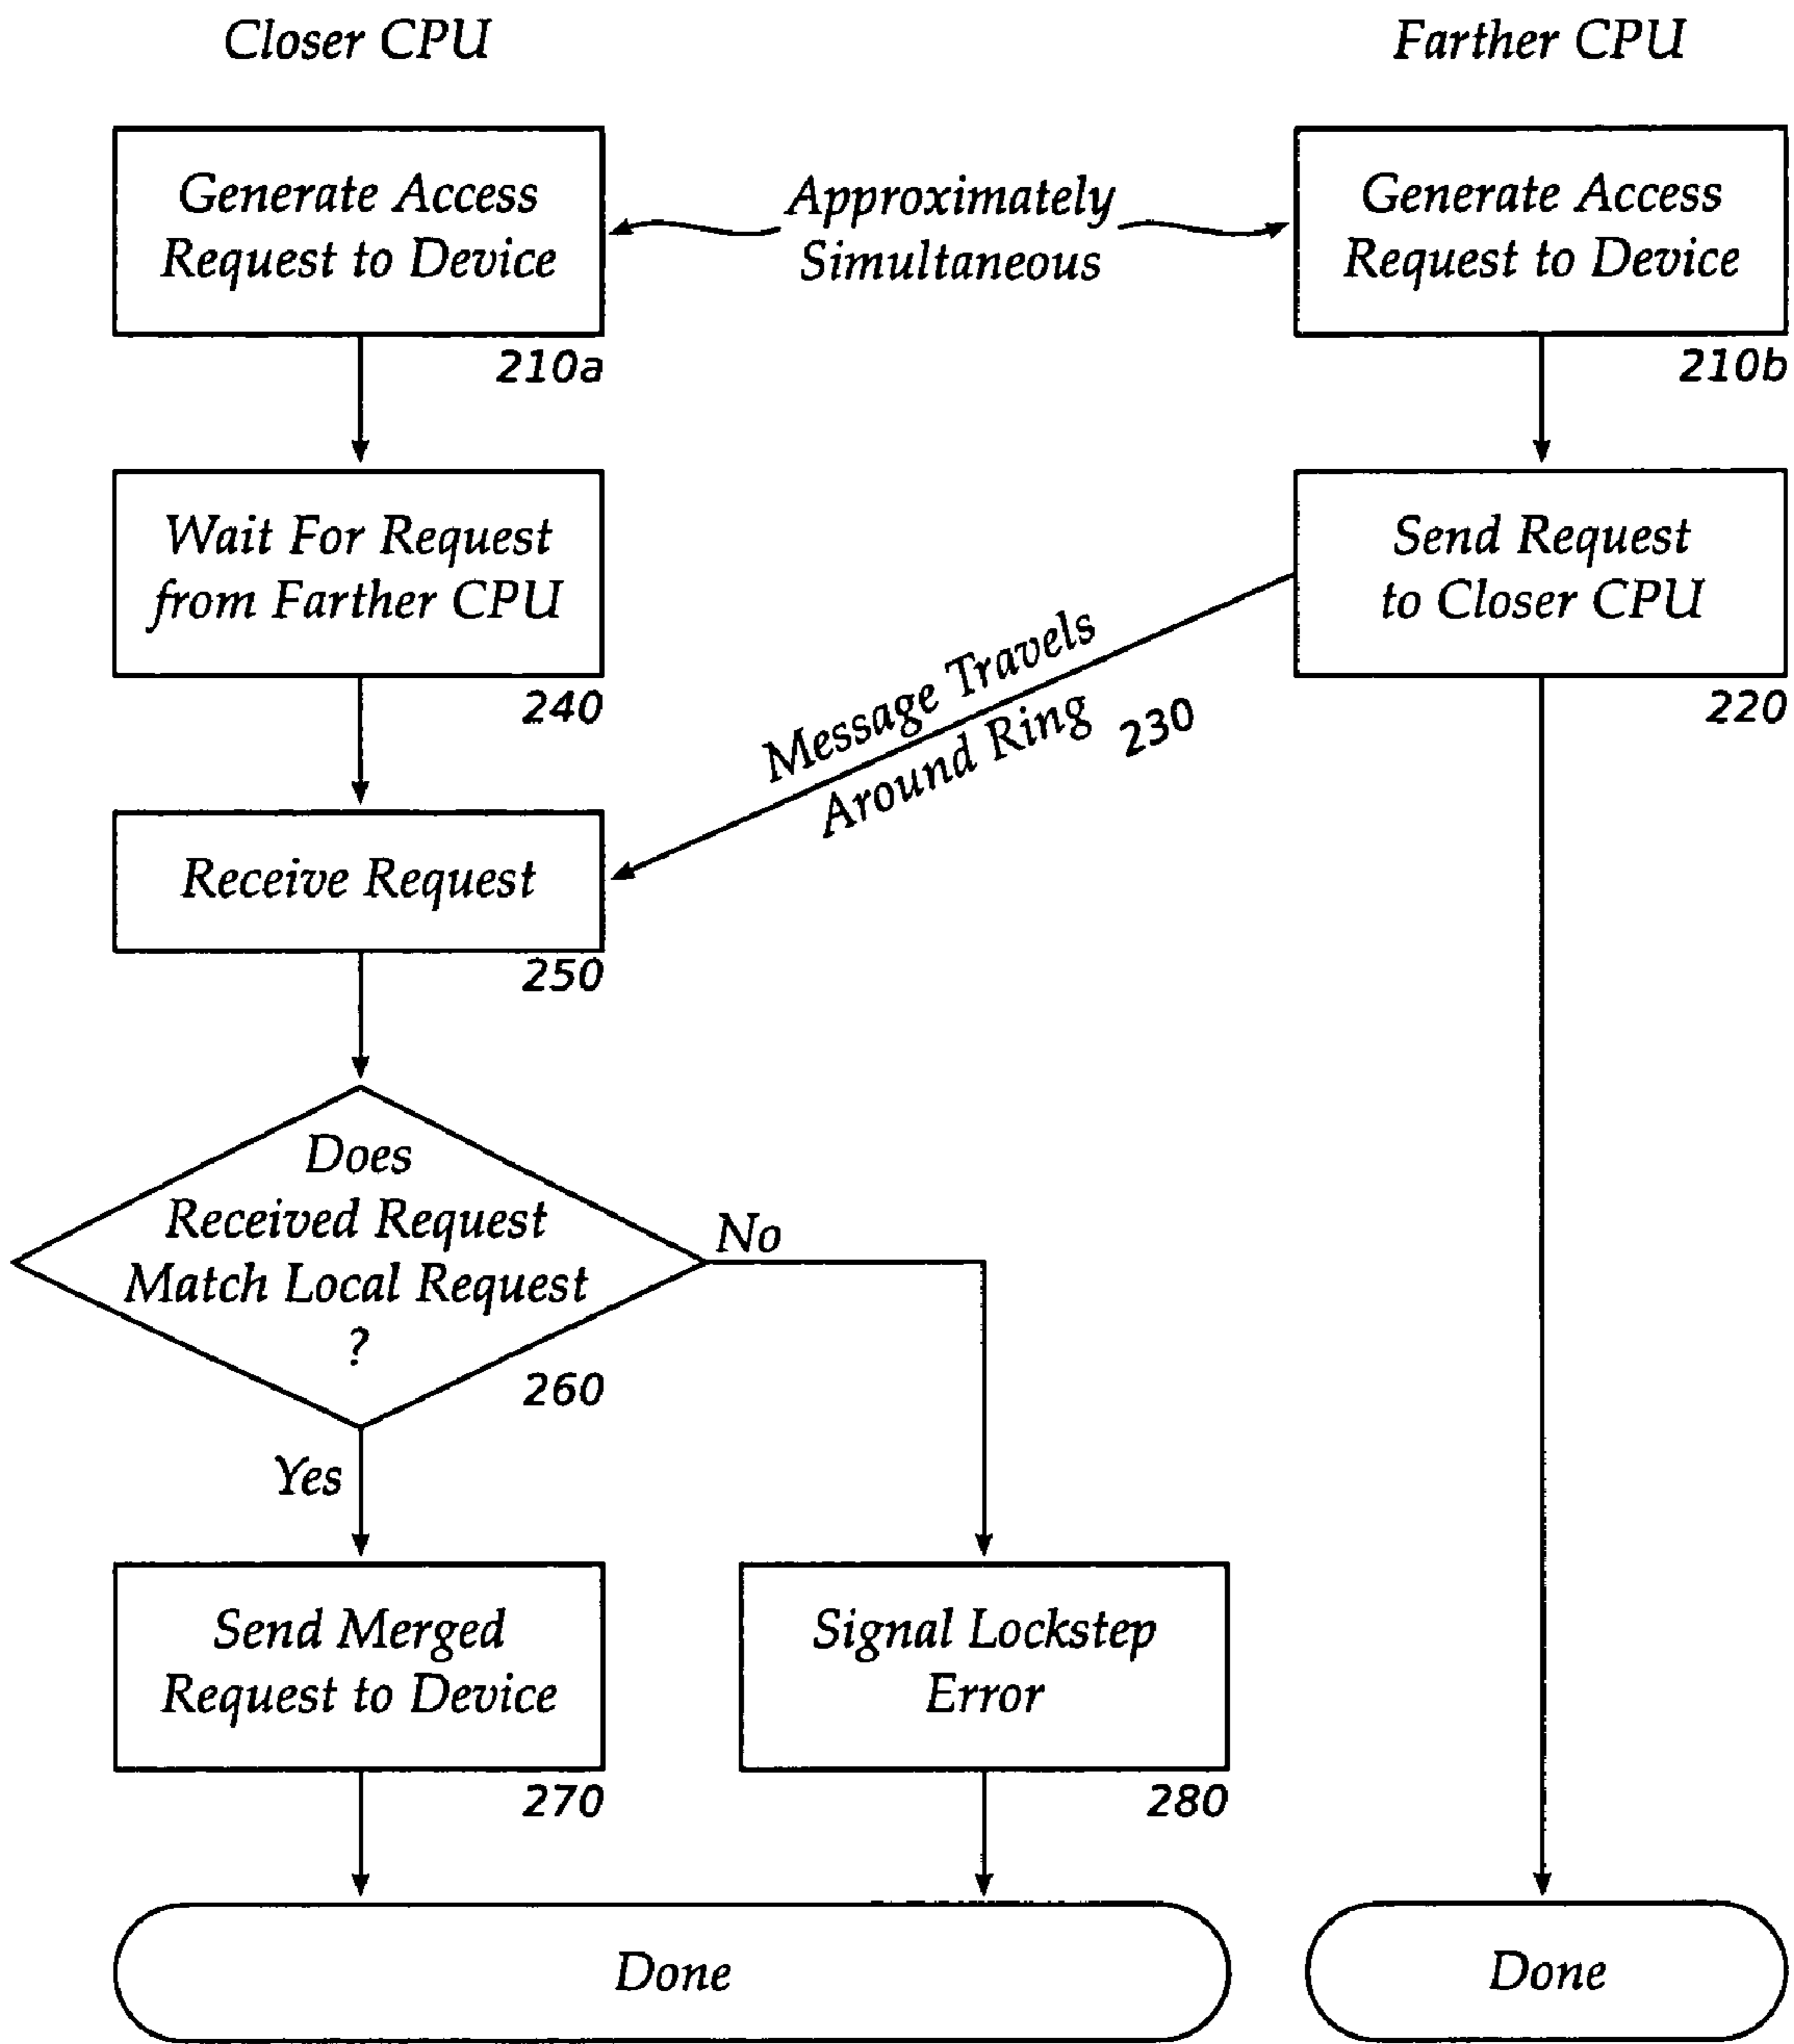 Closer CPU
Farther CPU
Generate Access
Request to Device
210a
Approximately
Simultaneous
Generate Access
Request to Device
210b
Wait For Request
from Farther CPU
240
Send Request
to Closer CPU
220
Message Travels
Around Ring
230
Receive Request
250
Does
Received Request
Match Local Request
?
260
No
Yes
Send Merged
Request to Device
270
Signal Lockstep
Error
280
Done
Done